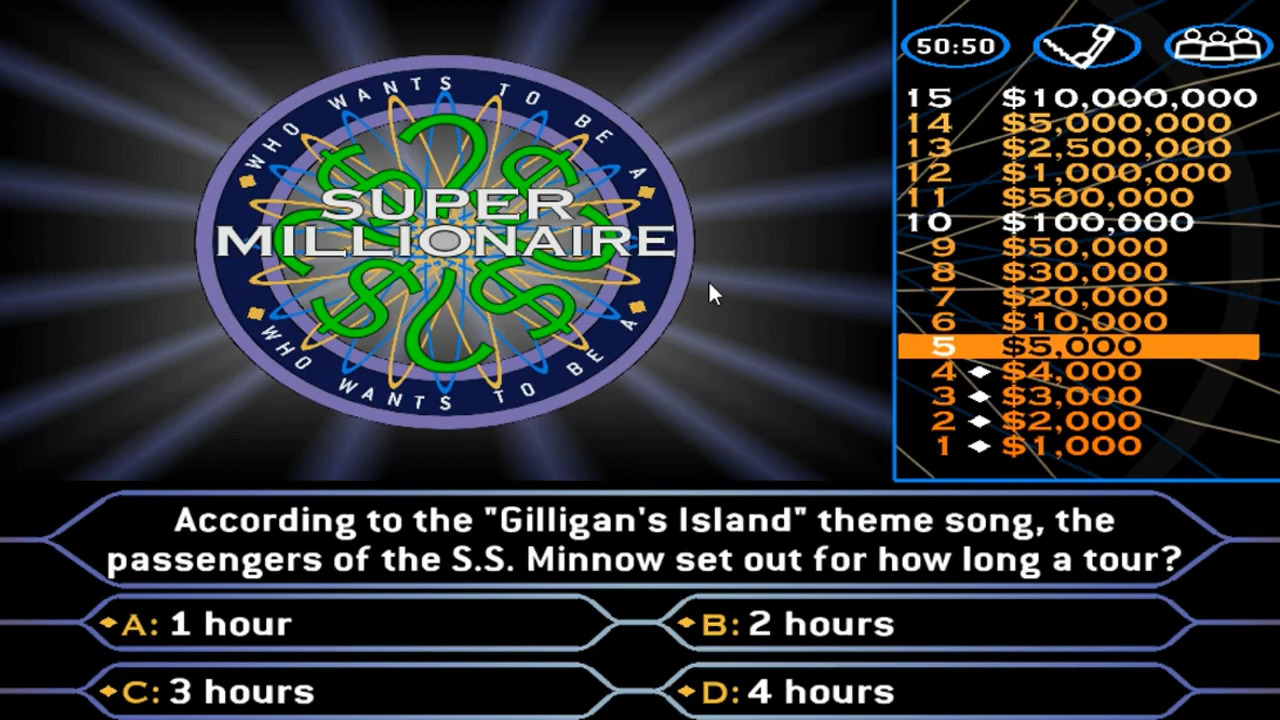 WHO WANTS TO BE A
SUPER
MILLIONAIRE
WHO WANTS TO BE A
50:50
15 $10,000,000
14 $5,000,000
13 $2,500,000
12 $1,000,000
11 $500,000
10 $100,000
9 $50,000
8 $30,000
7 $20,000
6 $10,000
5 $5,000
4 $4,000
3 $3,000
2 $2,000
1 $1,000
According to the "Gilligan's Island" theme song, the
passengers of the S.S. Minnow set out for how long a tour?
A: 1 hour
B: 2 hours
C: 3 hours
D: 4 hours